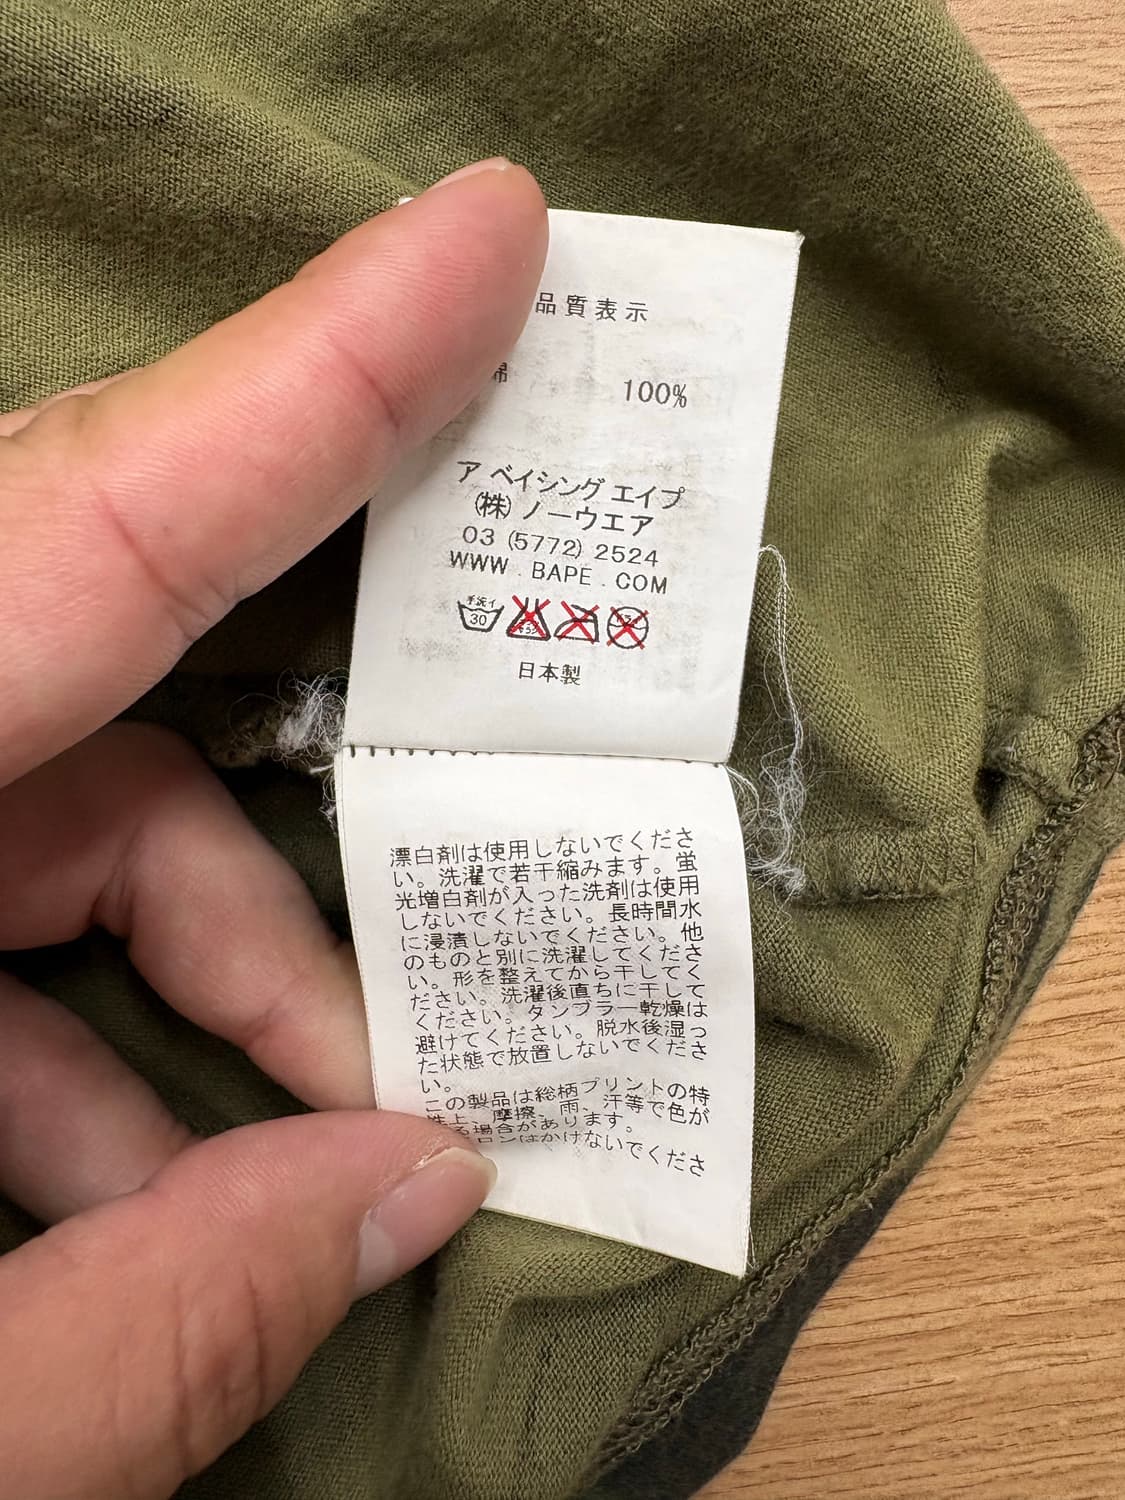 品質表示
綿
100%
ア ベイシング エイプ
(株) ノーウエア
03 (5772) 2524
WWW . BAPE . COM
手洗イ
30
日本製
漂白剤は使用しないでくださ
い。洗濯で若干縮みます。蛍
光増白剤が入った洗剤は使用
しないでください。長時間水
に浸漬しないでください。他
のものと別に洗濯してくださ
い。形を整えてから干してく
ださい。洗濯後直ちに干して
ください。タンブラー乾燥は
避けてください。脱水後湿っ
た状態で放置しないでくださ
い。
この製品は総柄プリントの特
性上、摩擦、雨、汗等で色が
場合があります。
ロンはかけないでくださ